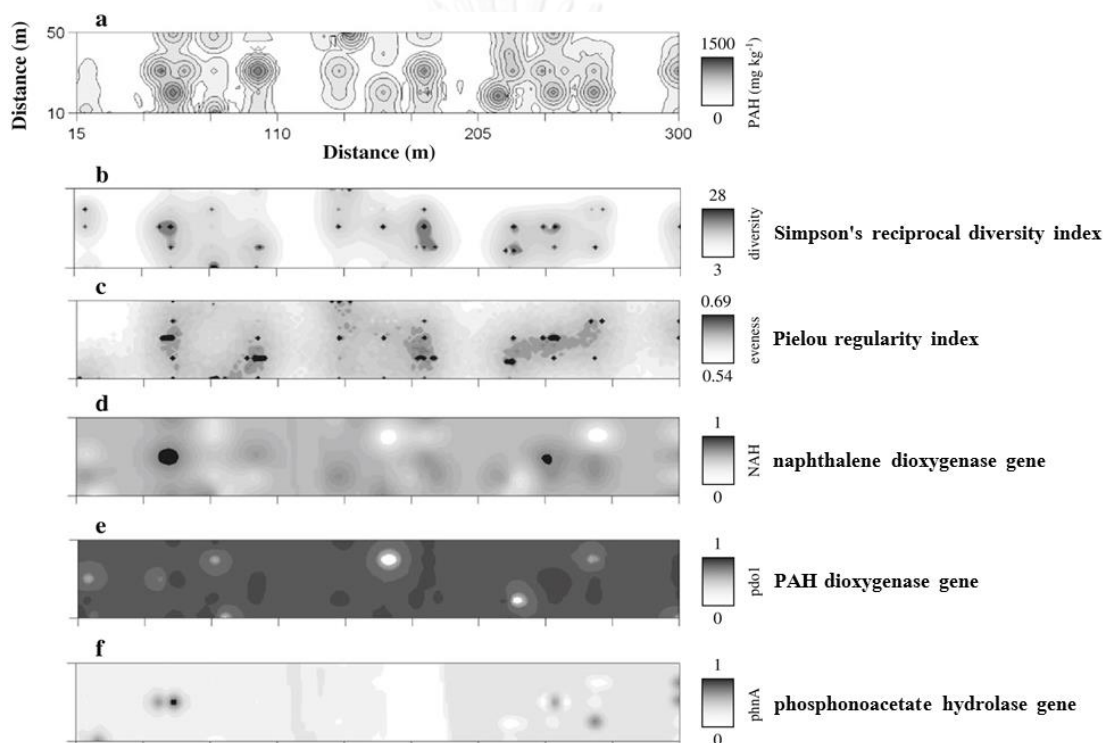 a
50
10
Distance (m)
15 110 205 300
Distance (m)
1500
0
PAH (mg kg-1)
b
28
3
diversity
Simpson's reciprocal diversity index
c
0.69
0.54
eveness
Pielou regularity index
d
1
0
NAH
naphthalene dioxygenase gene
e
1
0
pdo1
PAH dioxygenase gene
f
1
0
phnA
phosphonoacetate hydrolase gene